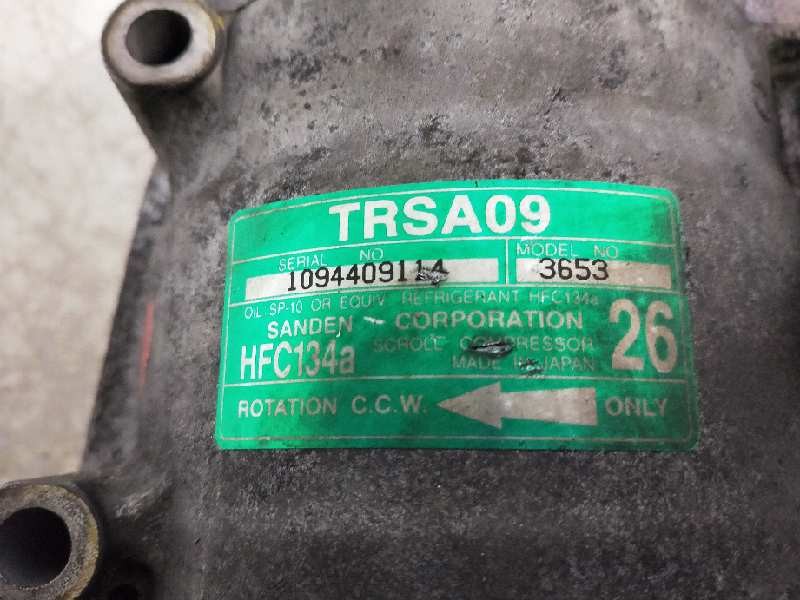 TRSA09
SERIAL NO MODEL NO
1094409114 3653
OIL SP-10 OR EQUIV. REFRIGERANT HFC134a
SANDEN CORPORATION
HFC134a SCROLL COMPRESSOR 26
MADE IN JAPAN
ROTATION C.C.W. ONLY